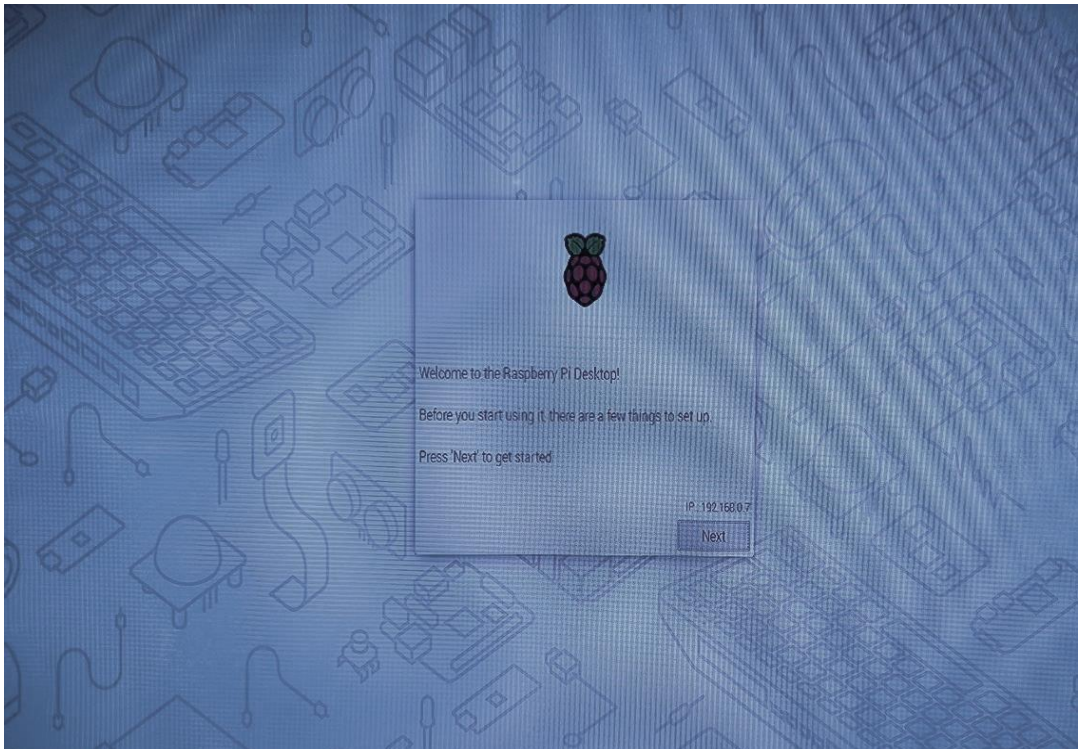 Welcome to the Raspberry Pi Desktop!
Before you start using it, there are a few things to set up.
Press 'Next' to get started.
IP : 192.168.0.7
Next